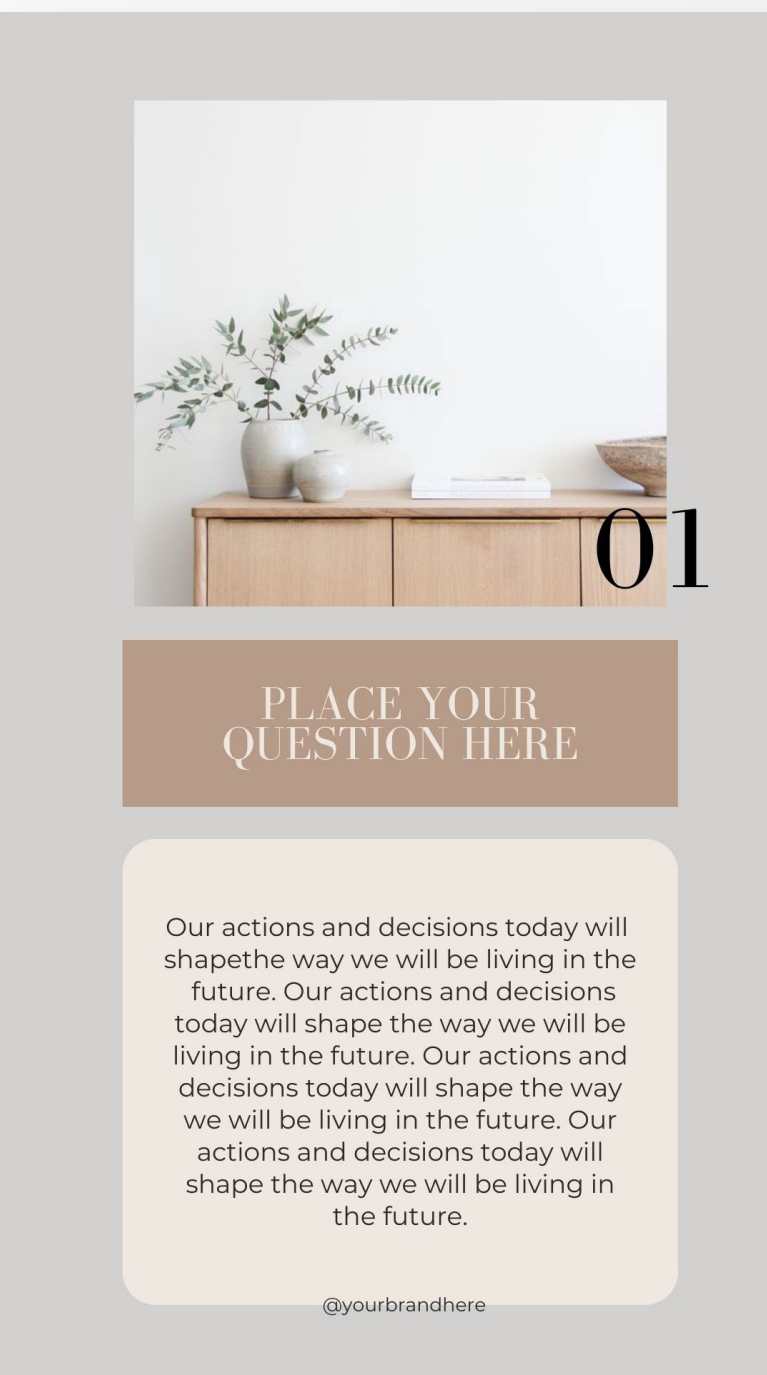 01
PLACE YOUR
QUESTION HERE
Our actions and decisions today will
shapethe way we will be living in the
future. Our actions and decisions
today will shape the way we will be
living in the future. Our actions and
decisions today will shape the way
we will be living in the future. Our
actions and decisions today will
shape the way we will be living in
the future.
@yourbrandhere